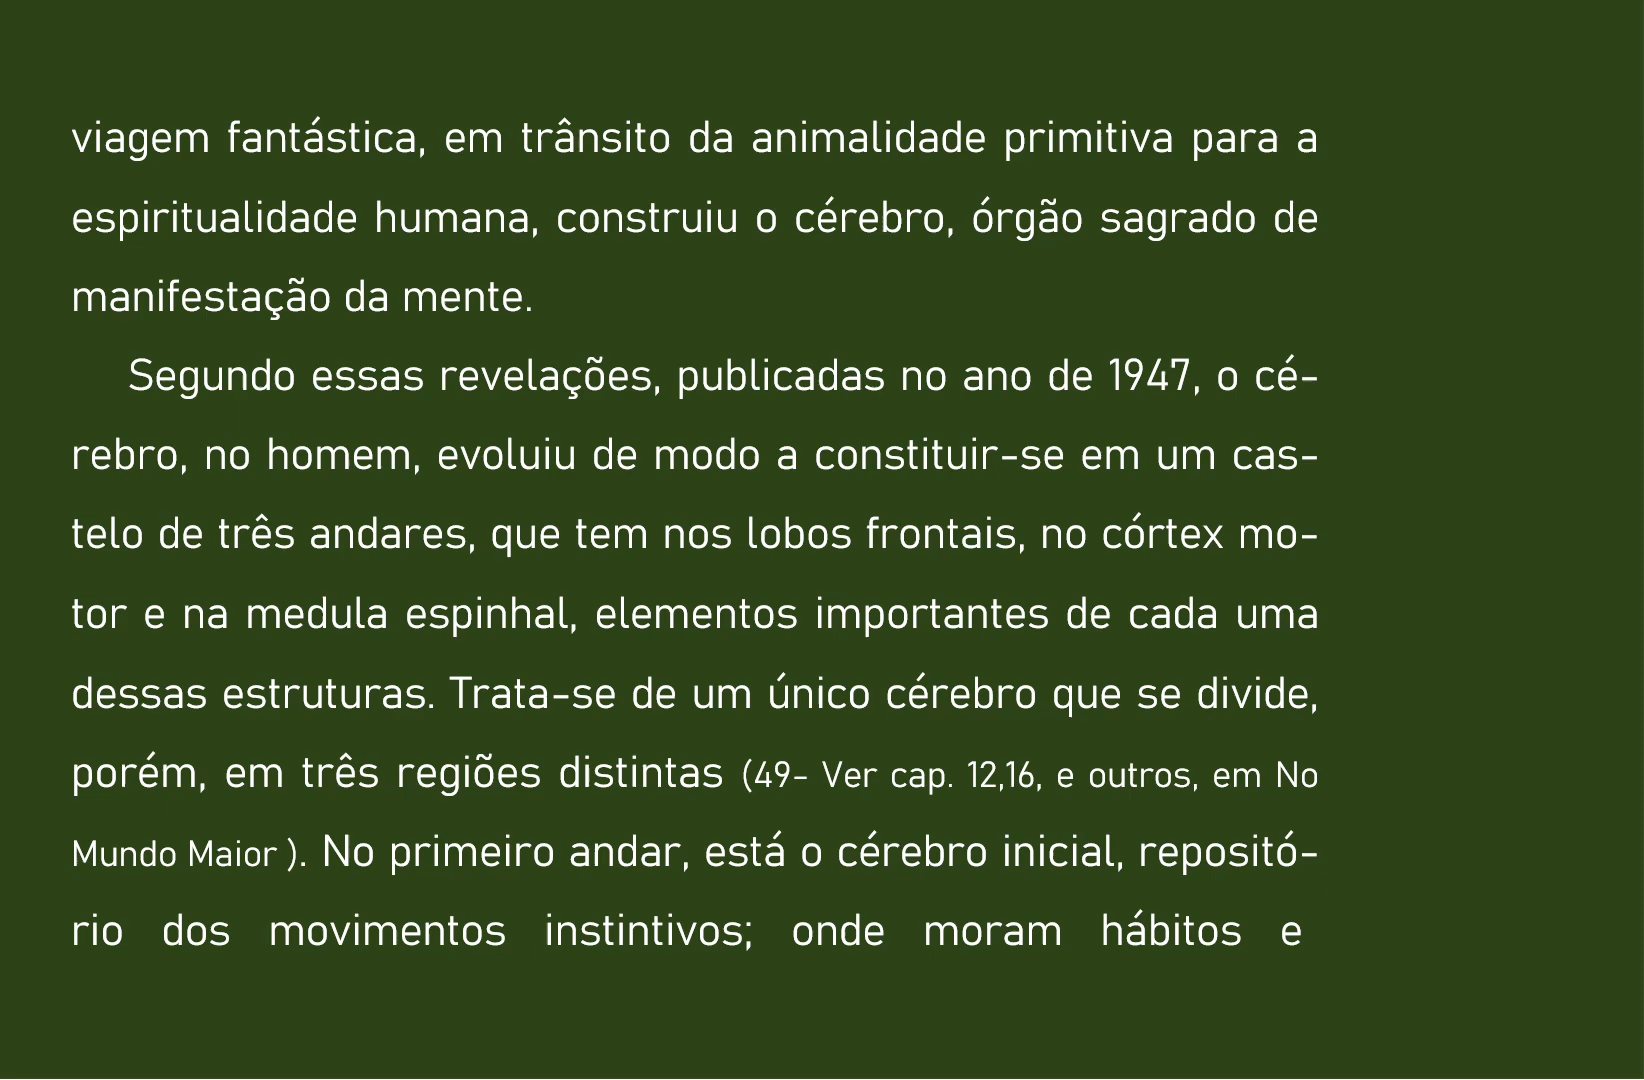 viagem fantástica, em trânsito da animalidade primitiva para a
espiritualidade humana, construiu o cérebro, órgão sagrado de
manifestação da mente.
Segundo essas revelações, publicadas no ano de 1947, o cé-
rebro, no homem, evoluiu de modo a constituir-se em um cas-
telo de três andares, que tem nos lobos frontais, no córtex mo-
tor e na medula espinhal, elementos importantes de cada uma
dessas estruturas. Trata-se de um único cérebro que se divide,
porém, em três regiões distintas (49- Ver cap. 12,16, e outros, em No
Mundo Maior ). No primeiro andar, está o cérebro inicial, repositó-
rio dos movimentos instintivos; onde moram hábitos e